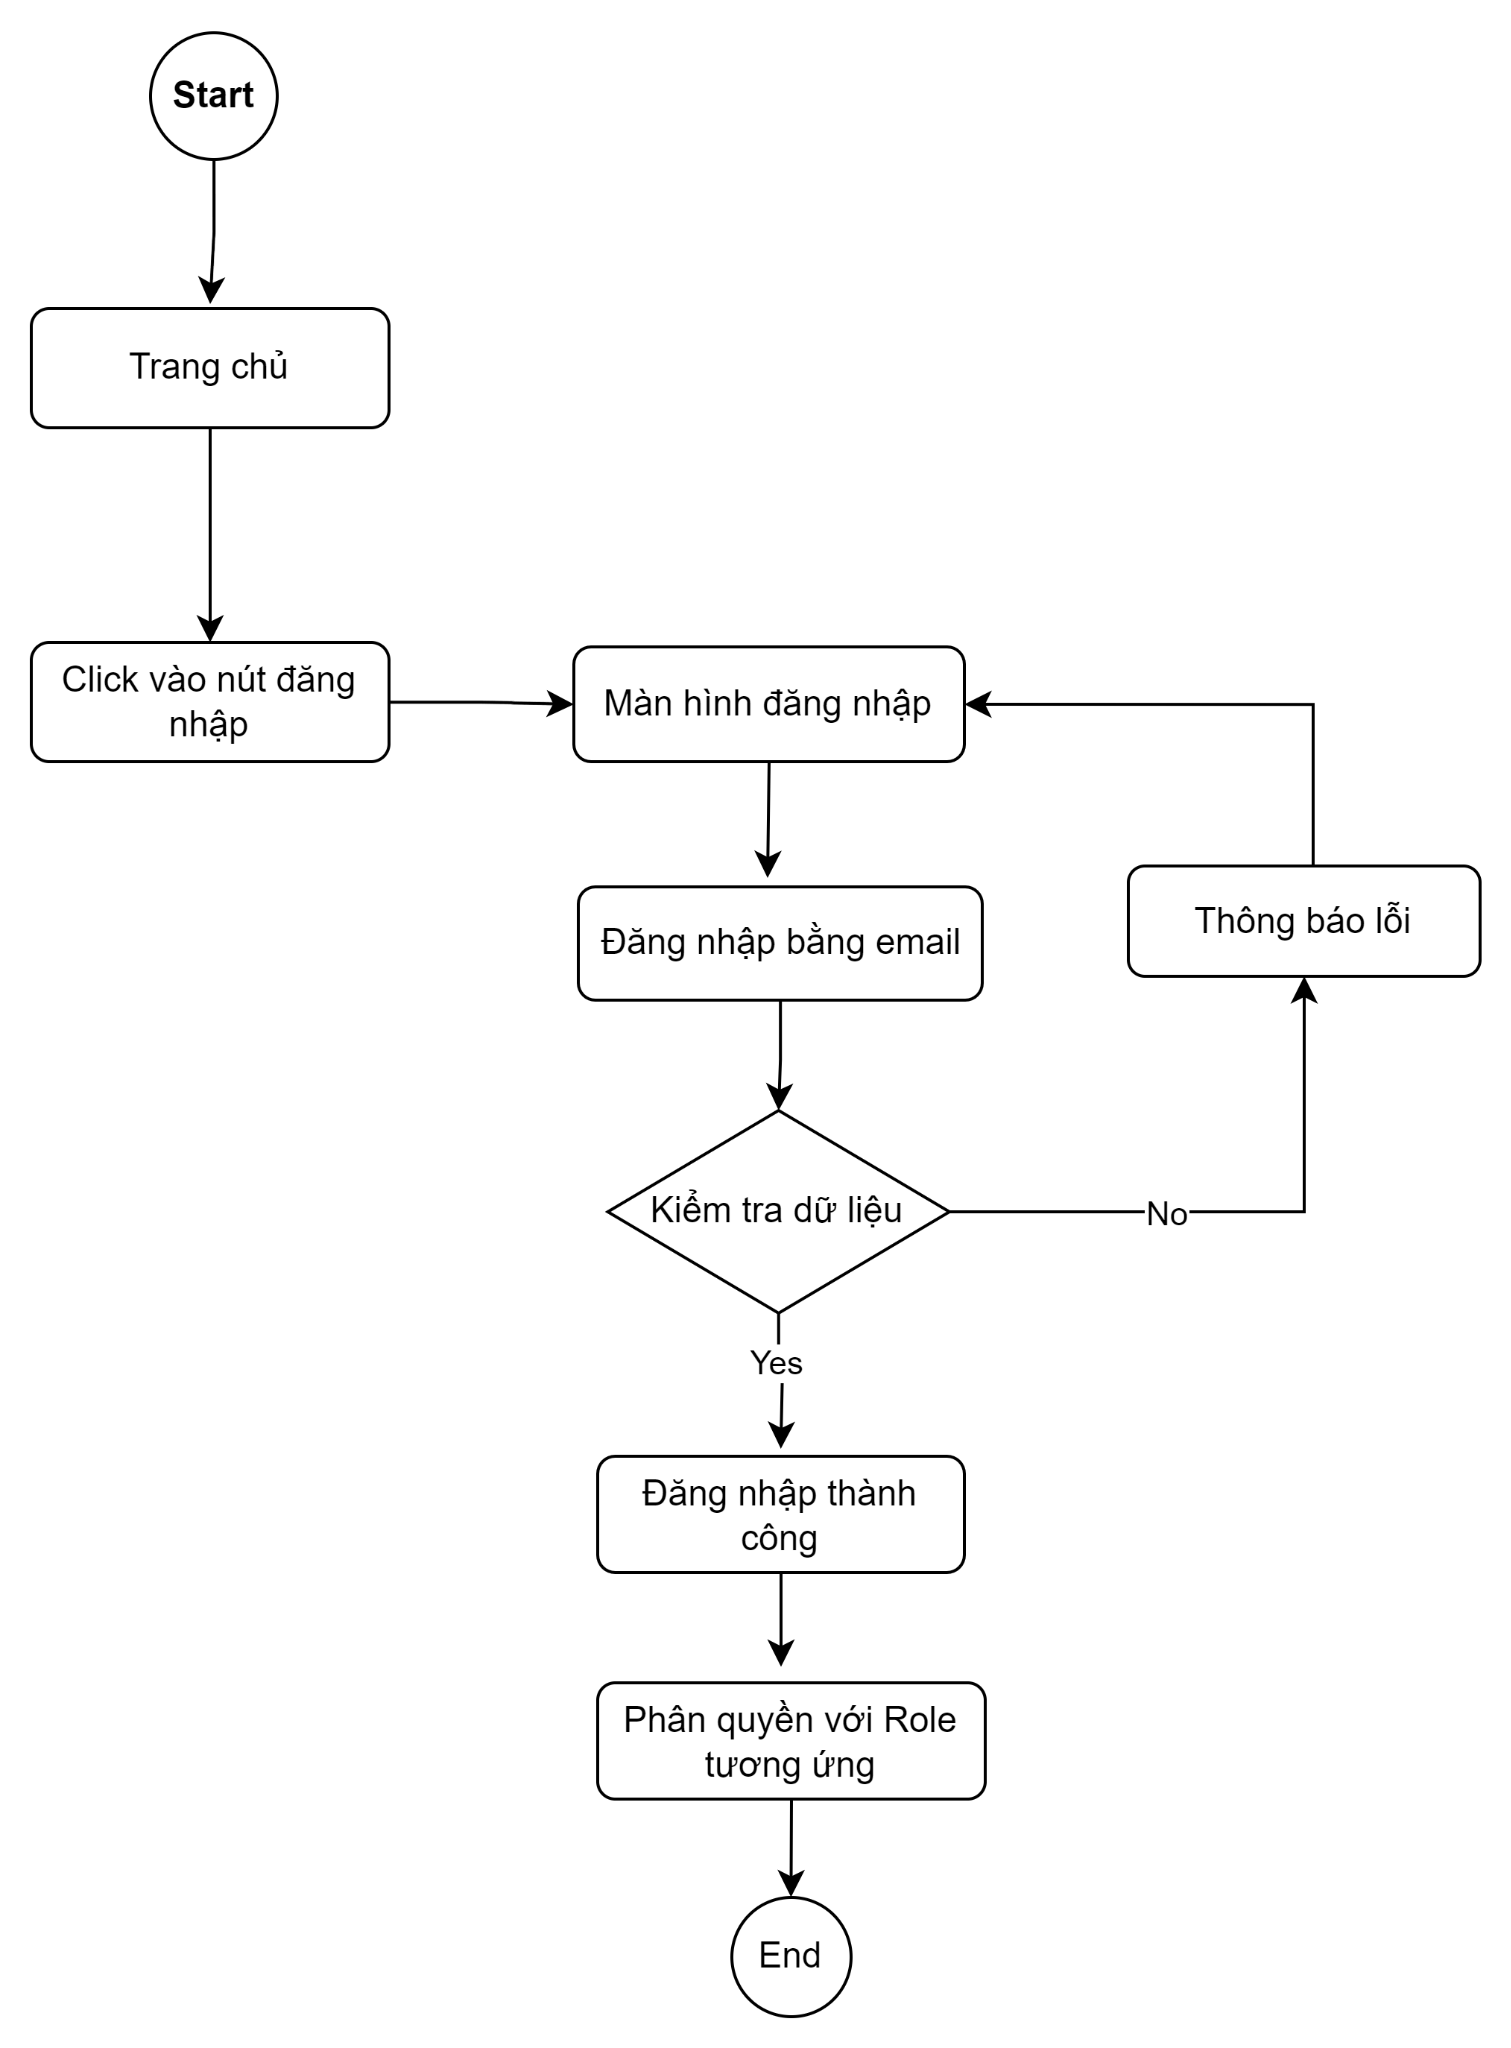 Start
Trang chủ
Click vào nút đăng
nhập
Màn hình đăng nhập
Đăng nhập bằng email
Thông báo lỗi
Kiểm tra dữ liệu
No
Yes
Đăng nhập thành
công
Phân quyền với Role
tương ứng
End